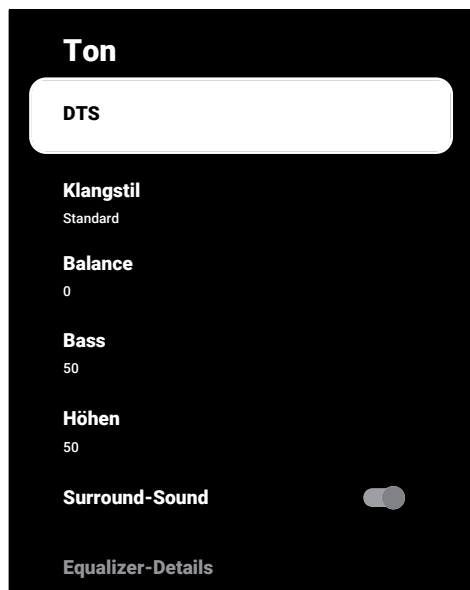 Ton
DTS
Klangstil
Standard
Balance
0
Bass
50
Höhen
50
Surround-Sound
Equalizer-Details